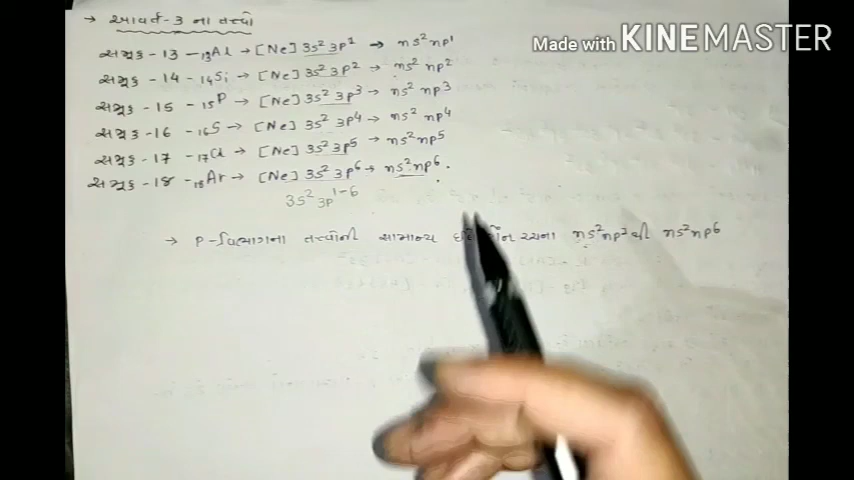 → આવર્ત-3 ના તત્વો
Made with KINEMASTER
સમૂહ - 13 - ₁₃Al → [Ne] 3s² 3p¹ → ns² np¹
સમૂહ - 14 - ₁₄Si → [Ne] 3s² 3p² → ns² np²
સમૂહ - 15 - ₁₅P → [Ne] 3s² 3p³ → ns² np³
સમૂહ - 16 - ₁₆S → [Ne] 3s² 3p⁴ → ns² np⁴
સમૂહ - 17 - ₁₇Cl → [Ne] 3s² 3p⁵ → ns² np⁵
સમૂહ - 18 - ₁₈Ar → [Ne] 3s² 3p⁶ → ns² np⁶.
3s² 3p¹⁻⁶
→ P-વિભાગના તત્વોની સામાન્ય રચના ns² np¹ થી ns² np⁶